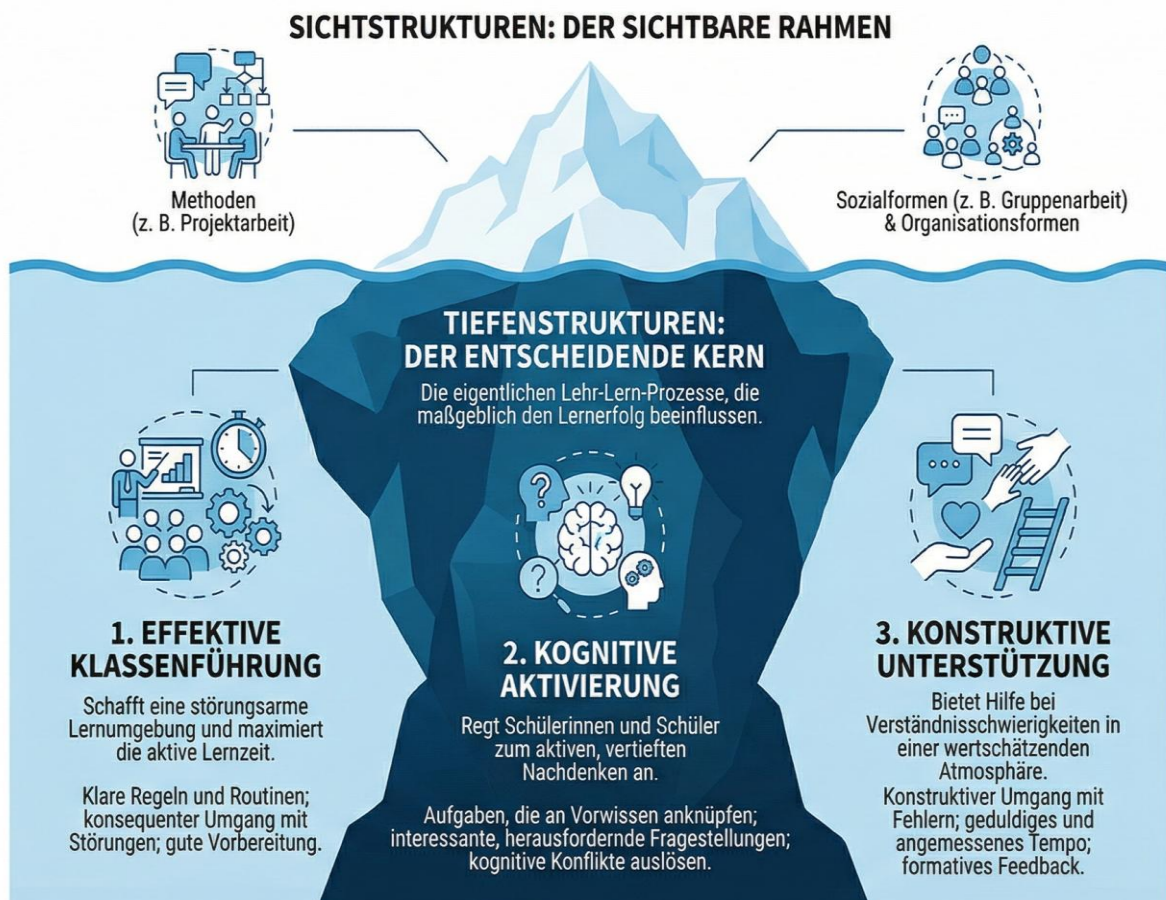 SICHTSTRUKTUREN: DER SICHTBARE RAHMEN
Methoden
(z. B. Projektarbeit)
Sozialformen (z. B. Gruppenarbeit)
& Organisationsformen
TIEFENSTRUKTUREN:
DER ENTSCHEIDENDE KERN
Die eigentlichen Lehr-Lern-Prozesse, die
maßgeblich den Lernerfolg beeinflussen.
1. EFFEKTIVE
KLASSENFÜHRUNG
Schafft eine störungsarme
Lernumgebung und maximiert
die aktive Lernzeit.
Klare Regeln und Routinen;
konsequenter Umgang mit
Störungen; gute Vorbereitung.
2. KOGNITIVE
AKTIVIERUNG
Regt Schülerinnen und Schüler
zum aktiven, vertieften
Nachdenken an.
Aufgaben, die an Vorwissen anknüpfen;
interessante, herausfordernde Fragestellungen;
kognitive Konflikte auslösen.
3. KONSTRUKTIVE
UNTERSTÜTZUNG
Bietet Hilfe bei
Verständnisschwierigkeiten in
einer wertschätzenden
Atmosphäre.
Konstruktiver Umgang mit
Fehlern; geduldiges und
angemessenes Tempo;
formatives Feedback.